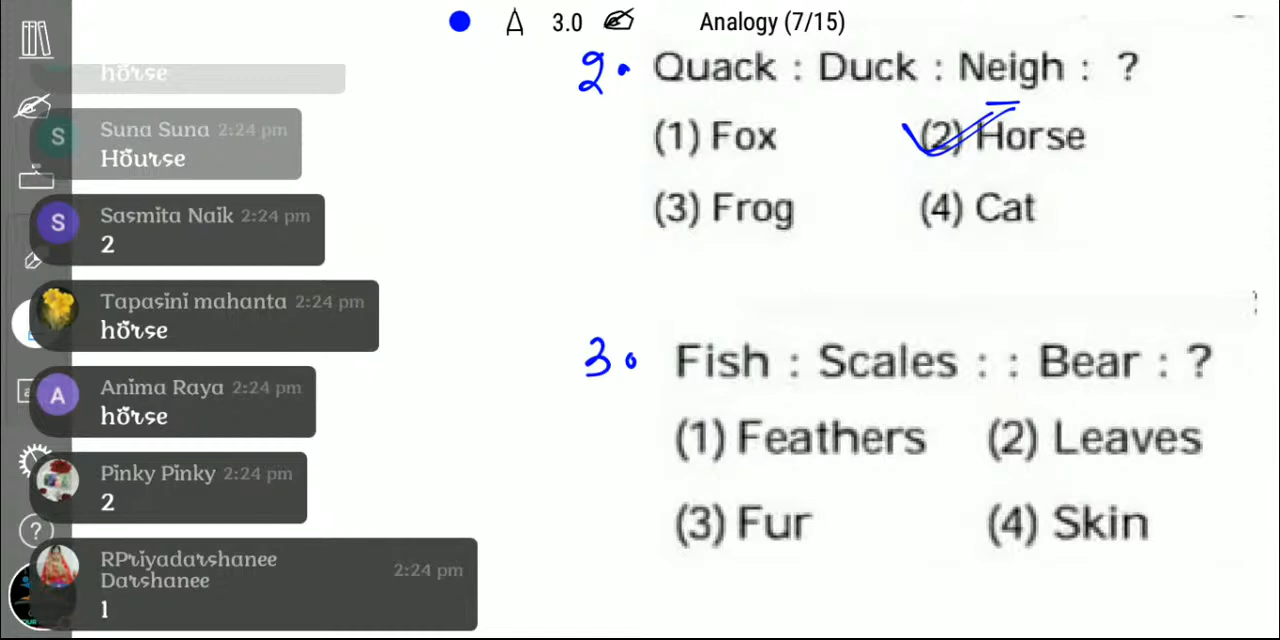 3.0
Analogy (7/15)
hörse
Suna Suna 2:24 pm
Höurse
Sasmita Naik 2:24 pm
2
Tapasini mahanta 2:24 pm
hörse
Anima Raya 2:24 pm
hörse
Pinky Pinky 2:24 pm
2
RPriyadarshanee
Darshanee 2:24 pm
1
2. Quack : Duck : Neigh : ?
(1) Fox (2) Horse
(3) Frog (4) Cat
3. Fish : Scales : : Bear : ?
(1) Feathers (2) Leaves
(3) Fur (4) Skin